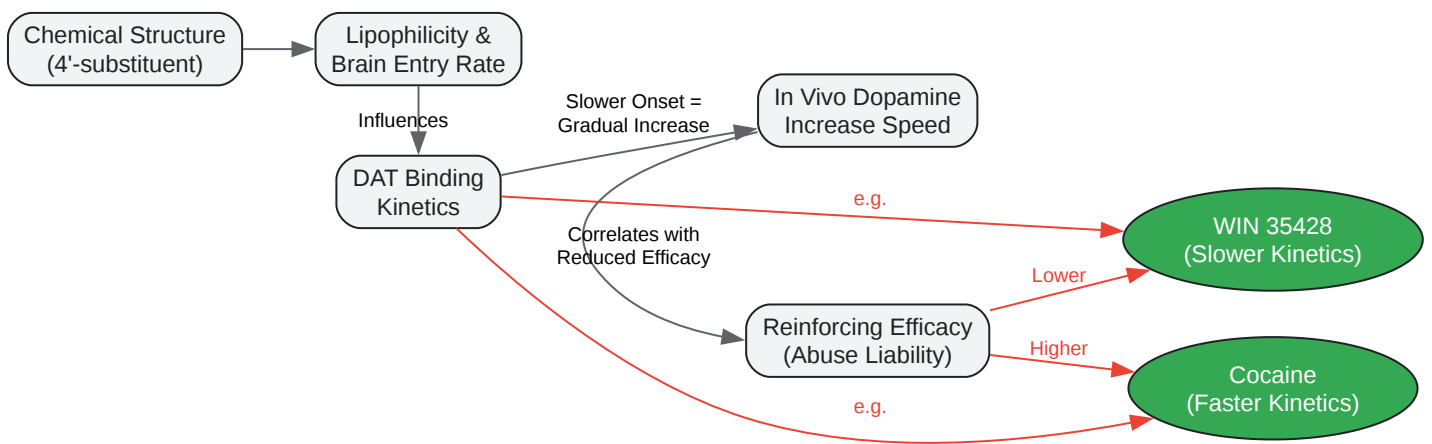 Chemical Structure
(4'-substituent)
Lipophilicity &
Brain Entry Rate
Influences
Slower Onset =
Gradual Increase
In Vivo Dopamine
Increase Speed
DAT Binding
Kinetics
e.g.
WIN 35428
(Slower Kinetics)
Correlates with
Reduced Efficacy
Lower
Reinforcing Efficacy
(Abuse Liability)
Higher
Cocaine
(Faster Kinetics)
e.g.